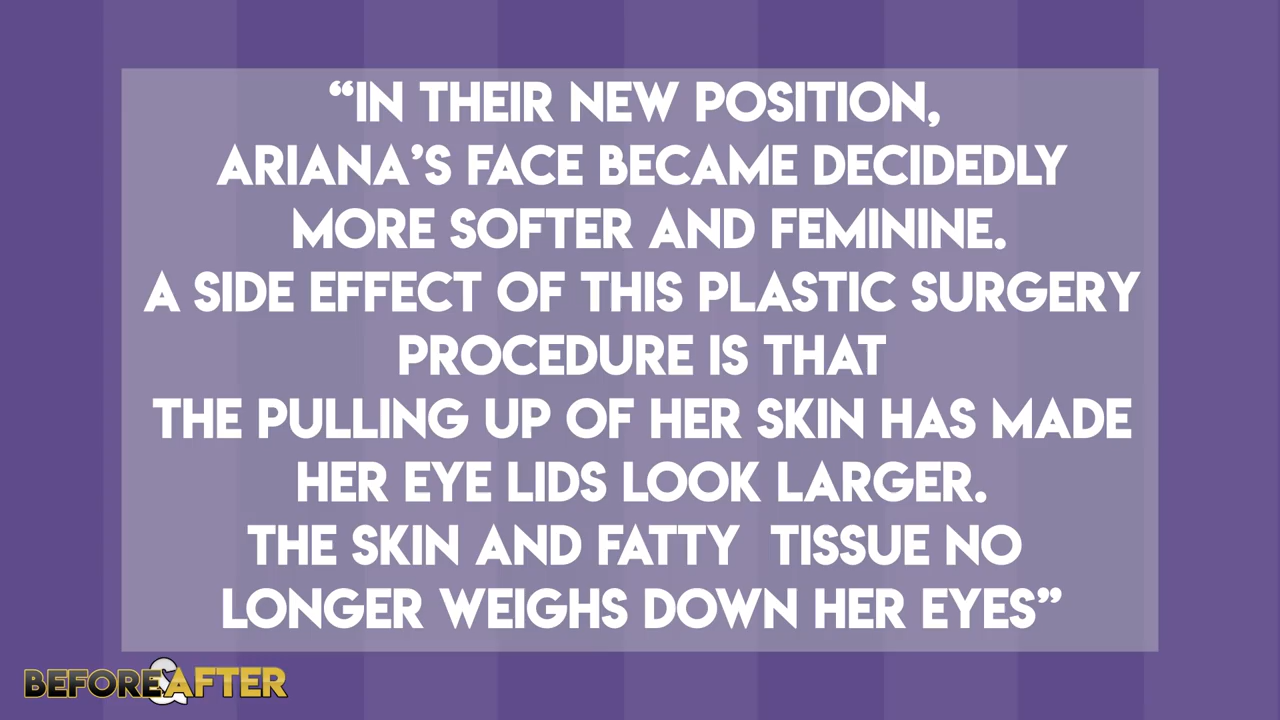 “IN THEIR NEW POSITION,
ARIANA’S FACE BECAME DECIDEDLY
MORE SOFTER AND FEMININE.
A SIDE EFFECT OF THIS PLASTIC SURGERY
PROCEDURE IS THAT
THE PULLING UP OF HER SKIN HAS MADE
HER EYE LIDS LOOK LARGER.
THE SKIN AND FATTY  TISSUE NO
LONGER WEIGHS DOWN HER EYES”
BEFORE & AFTER